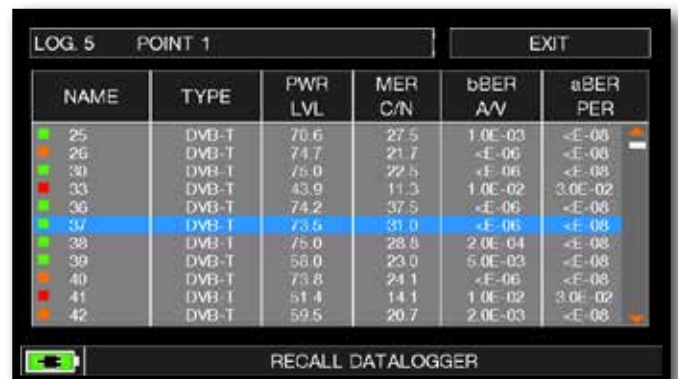 LOG. 5 POINT 1 EXIT
NAME TYPE PWR LVL MER C/N bBER A/V aBER PER
25 DVB-T 70.6 27.5 1.0E-03 <E-08
26 DVB-T 74.7 21.7 <E-06 <E-08
30 DVB-T 75.0 22.5 <E-06 <E-08
33 DVB-T 43.9 11.3 1.0E-02 3.0E-02
36 DVB-T 74.2 37.5 <E-06 <E-08
37 DVB-T 73.5 31.0 <E-06 <E-08
38 DVB-T 75.0 28.8 2.0E-04 <E-08
39 DVB-T 58.0 23.0 5.0E-03 <E-08
40 DVB-T 73.8 24.1 <E-06 <E-08
41 DVB-T 51.4 14.1 1.0E-02 3.0E-02
42 DVB-T 59.5 20.7 2.0E-03 <E-08
RECALL DATALOGGER